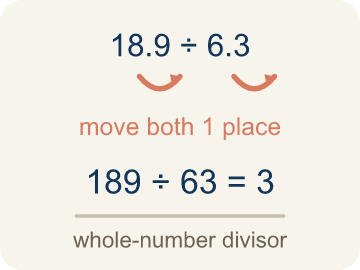 18.9 ÷ 6.3
move both 1 place
189 ÷ 63 = 3
whole-number divisor